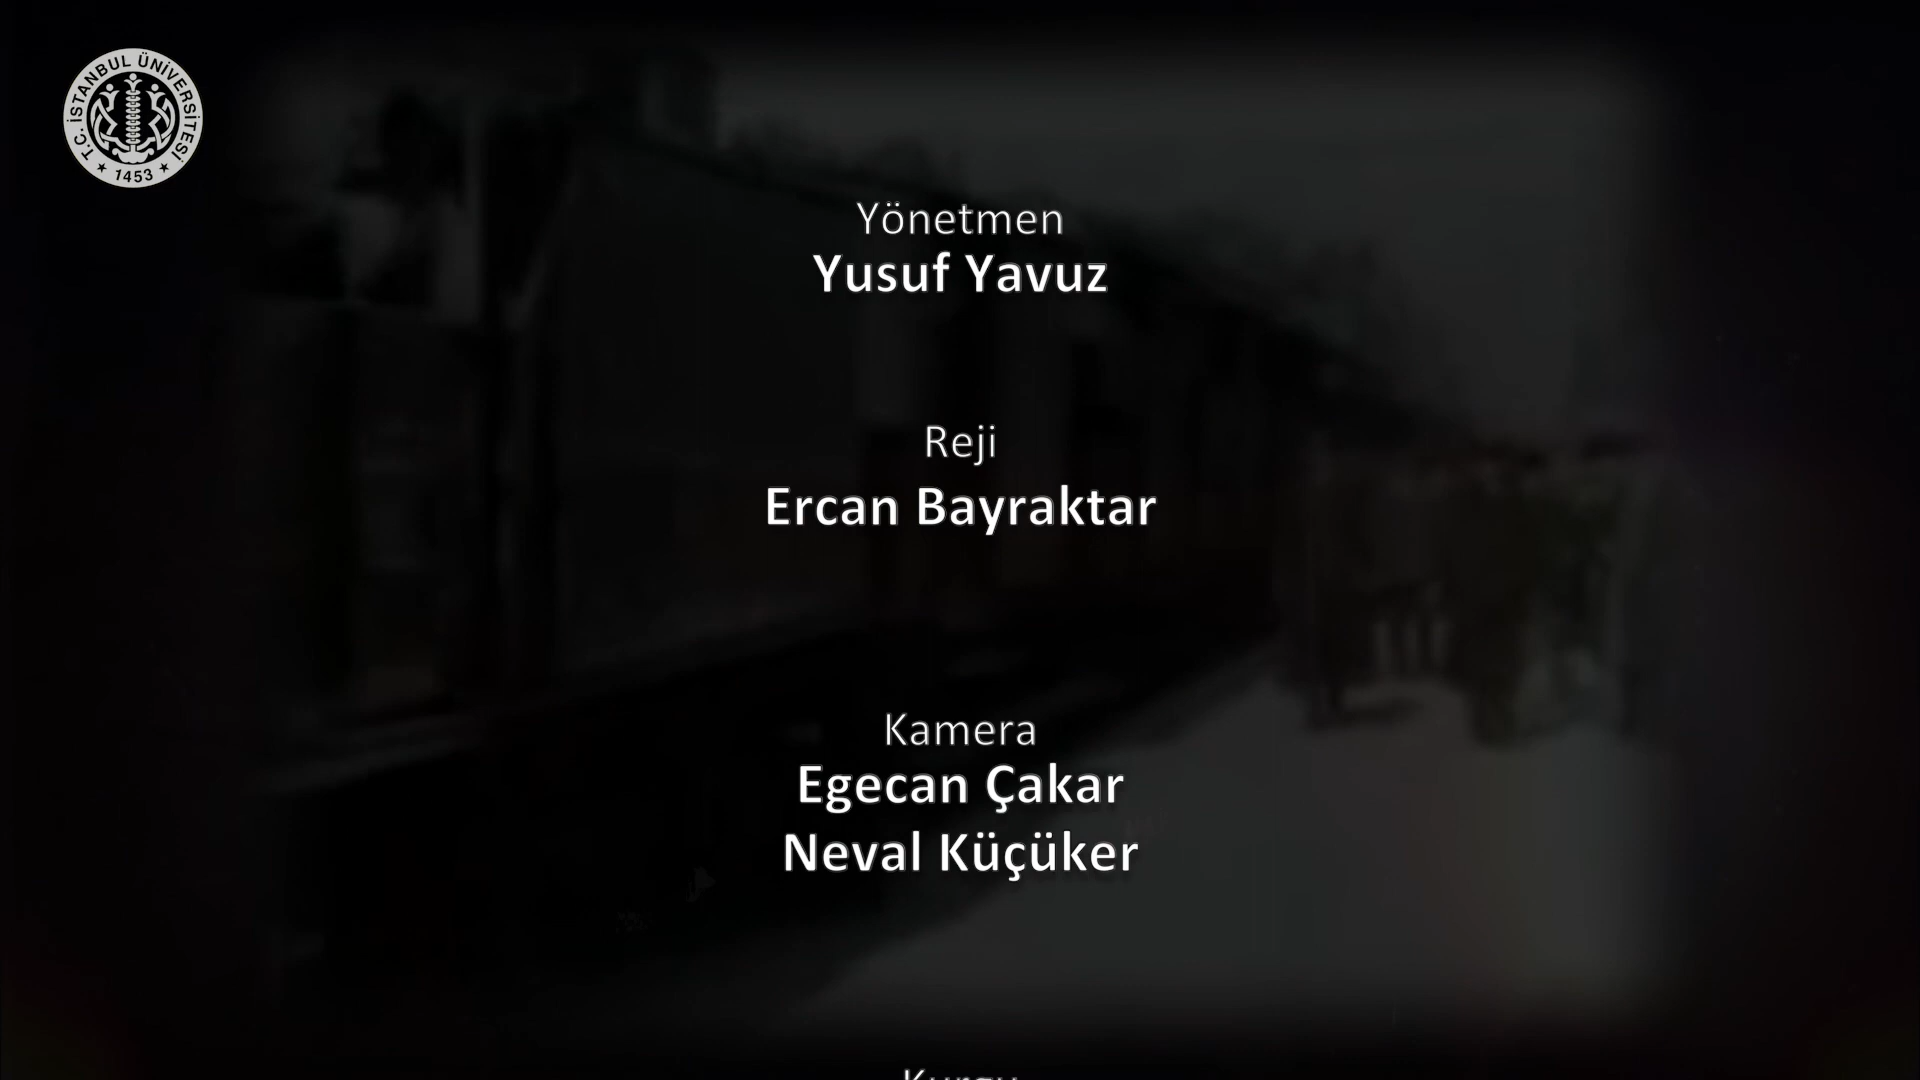 T.C. İSTANBUL ÜNİVERSİTESİ
1453
Yönetmen
Yusuf Yavuz
Reji
Ercan Bayraktar
Kamera
Egecan Çakar
Neval Küçüker